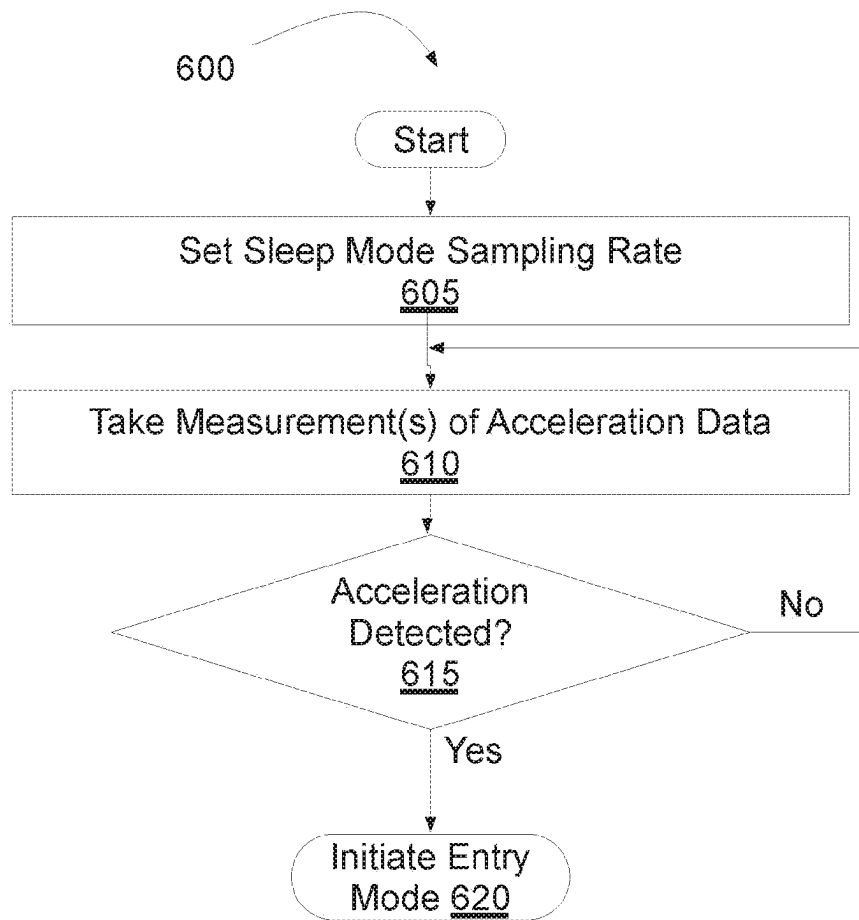 600
Start
Set Sleep Mode Sampling Rate
605
Take Measurement(s) of Acceleration Data
610
Acceleration
Detected?
615
No
Yes
Initiate Entry
Mode 620